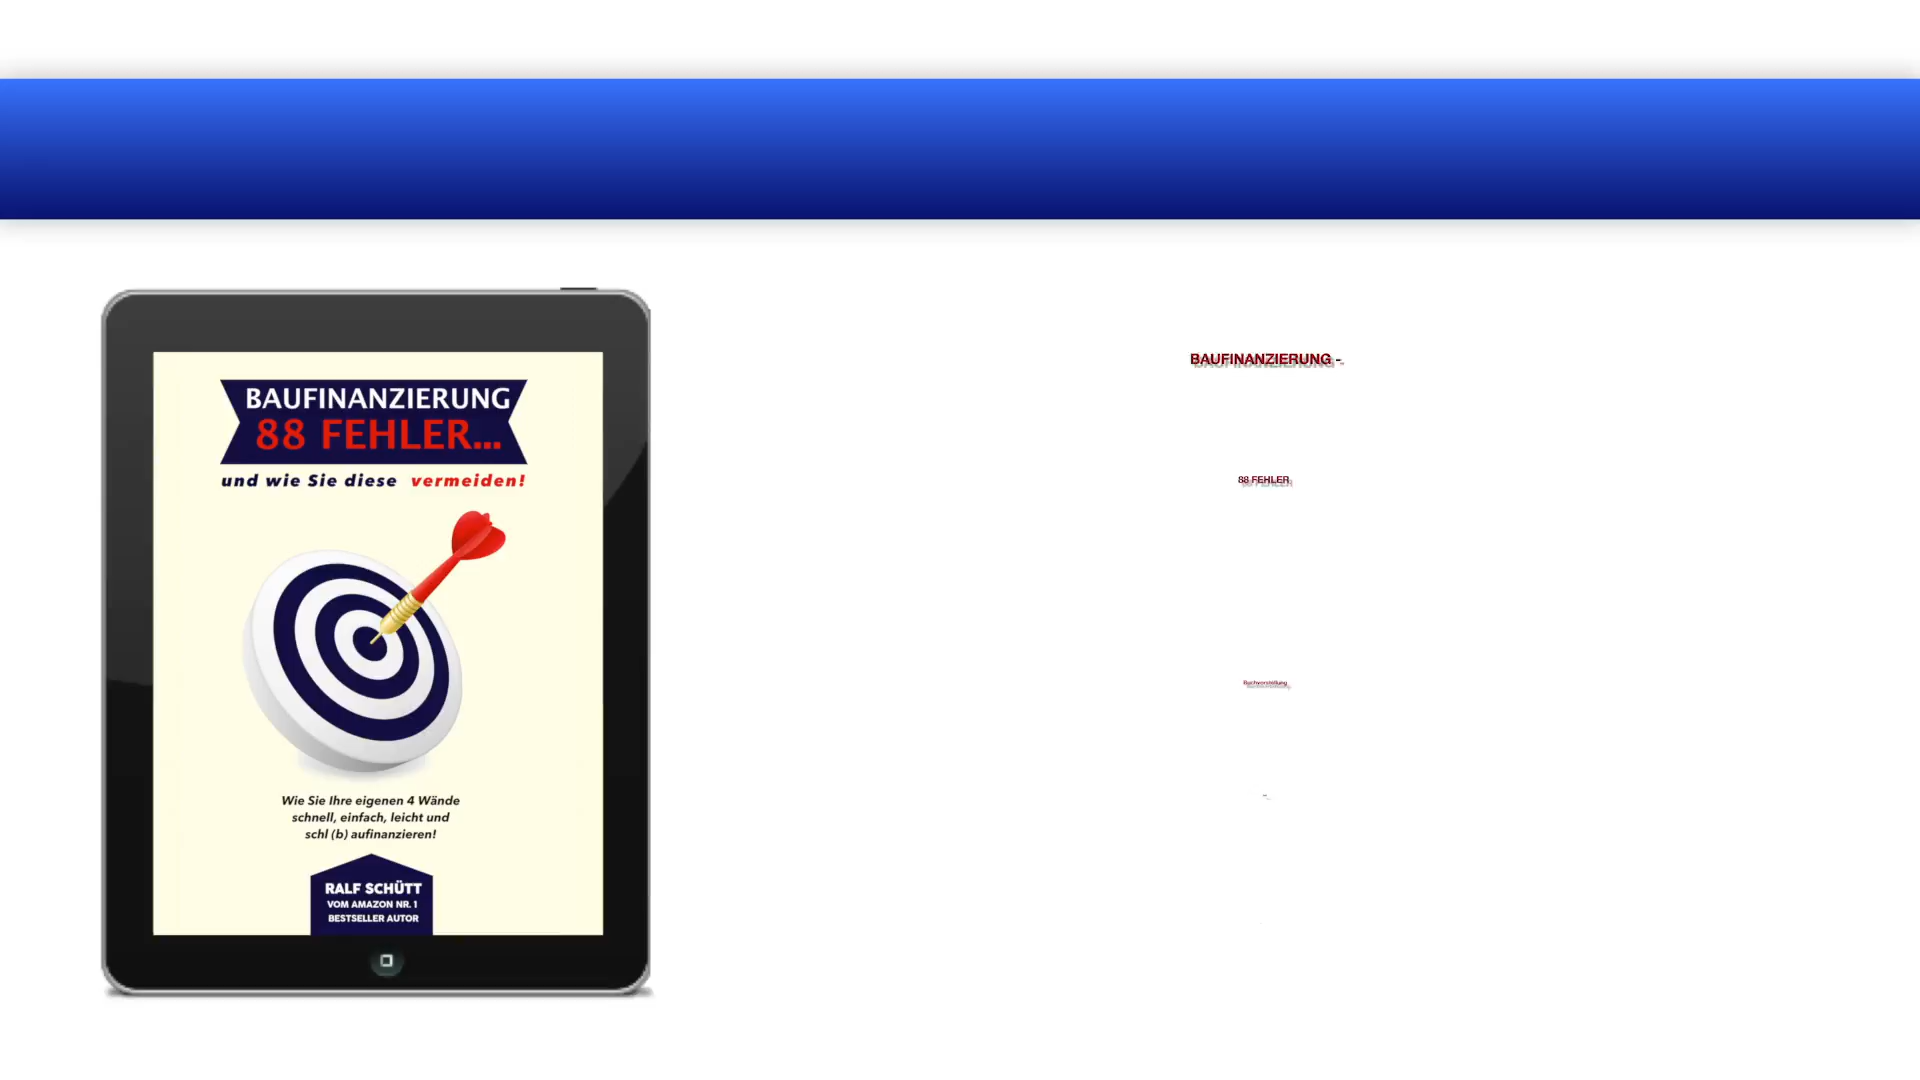 BAUFINANZIERUNG
88 FEHLER...
und wie Sie diese vermeiden!
Wie Sie Ihre eigenen 4 Wände
schnell, einfach, leicht und
schl (b) aufinanzieren!
RALF SCHÜTT
VOM AMAZON NR. 1
BESTSELLER AUTOR
BAUFINANZIERUNG -
88 FEHLER
Buchvorstellung